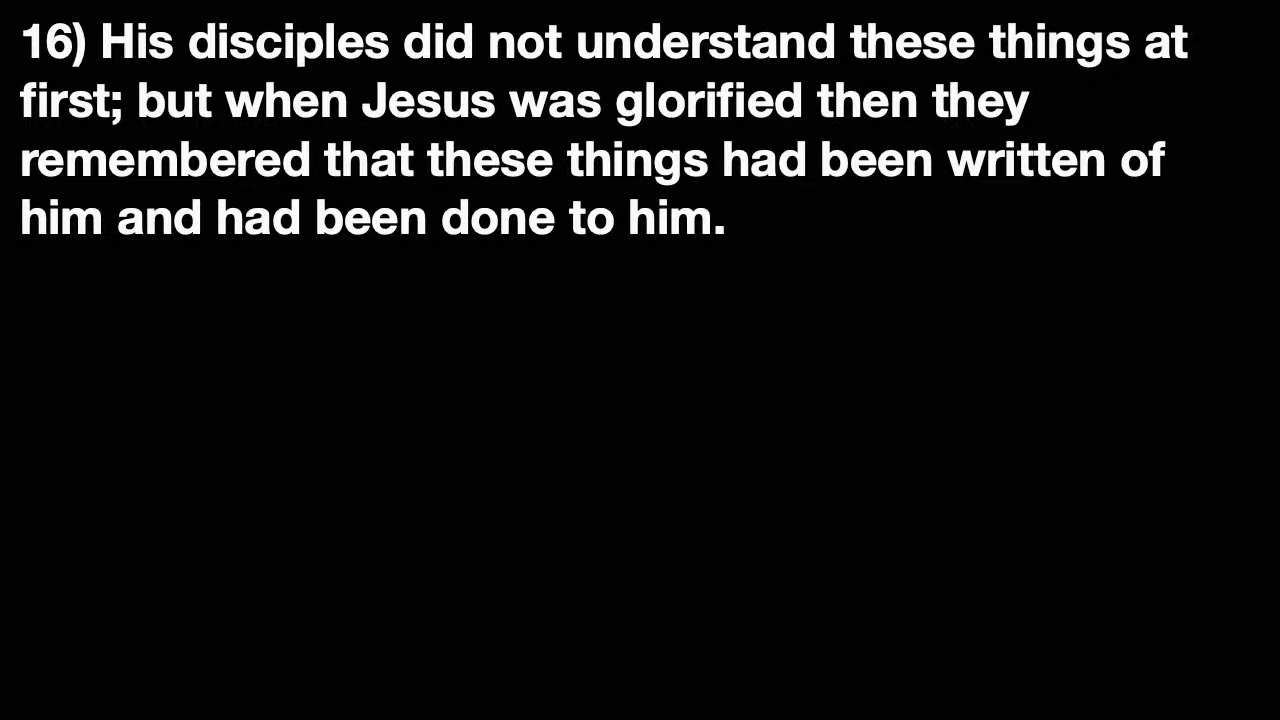 16) His disciples did not understand these things at
first; but when Jesus was glorified then they
remembered that these things had been written of
him and had been done to him.